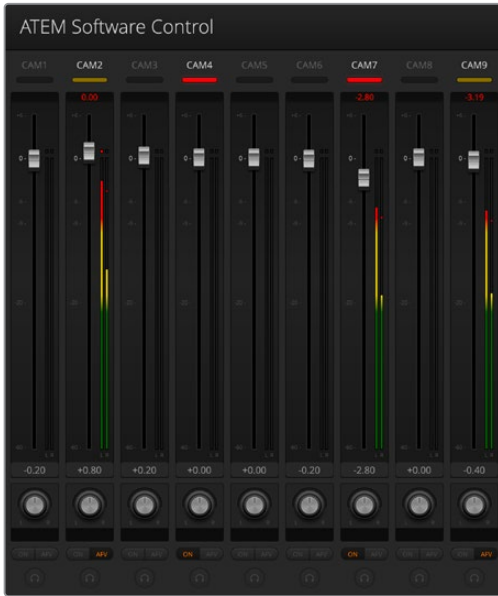 ATEM Software Control
CAM1 CAM2 CAM3 CAM4 CAM5 CAM6 CAM7 CAM8 CAM9
0.00 -2.80 -3.19
-0.20 +0.80 +0.20 +0.00 +0.00 -0.20 -2.80 +0.00 -0.40
ON AFV ON AFV ON AFV ON AFV ON AFV ON AFV ON AFV ON AFV ON AFV